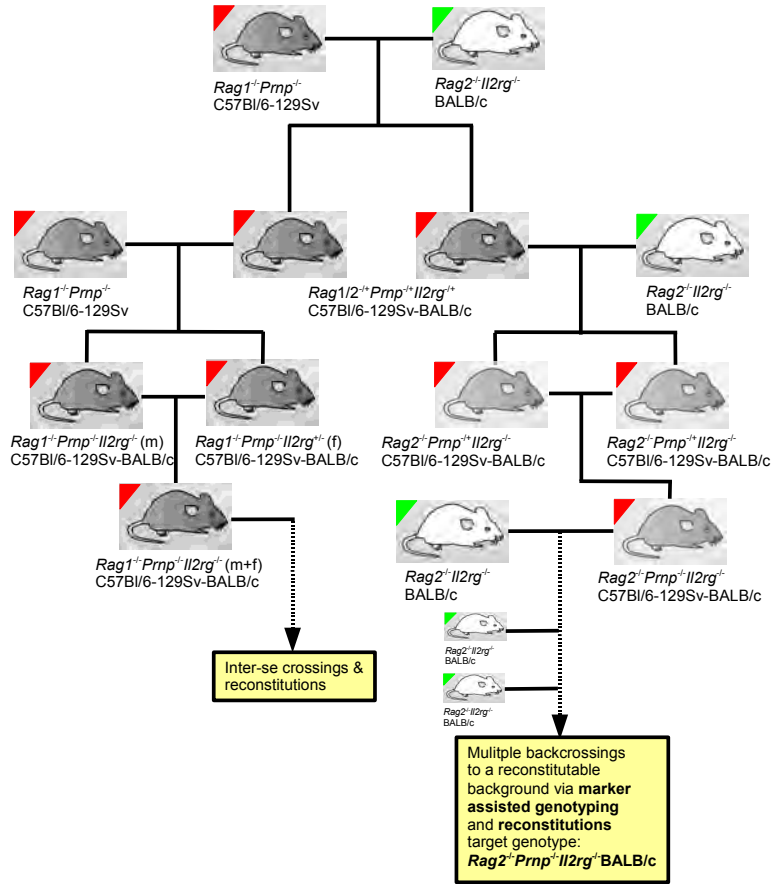 Rag1-/-Prnp-/-
C57Bl/6-129Sv
Rag2-/-Il2rg-/-
BALB/c
Rag1-/-Prnp-/-
C57Bl/6-129Sv
Rag1/2-/+Prnp-/+Il2rg-/+
C57Bl/6-129Sv-BALB/c
Rag2-/-Il2rg-/-
BALB/c
Rag1-/-Prnp-/-Il2rg-/- (m)
C57Bl/6-129Sv-BALB/c
Rag1-/-Prnp-/-Il2rg+/- (f)
C57Bl/6-129Sv-BALB/c
Rag2-/-Prnp-/+Il2rg-/-
C57Bl/6-129Sv-BALB/c
Rag2-/-Prnp-/+Il2rg-/-
C57Bl/6-129Sv-BALB/c
Rag1-/-Prnp-/-Il2rg-/- (m+f)
C57Bl/6-129Sv-BALB/c
Rag2-/-Il2rg-/-
BALB/c
Rag2-/-Prnp-/-Il2rg-/-
C57Bl/6-129Sv-BALB/c
Rag2-/-Il2rg-/-
BALB/c
Rag2-/-Il2rg-/-
BALB/c
Inter-se crossings &
reconstitutions
Mulitple backcrossings
to a reconstitutable
background via marker
assisted genotyping
and reconstitutions
target genotype:
Rag2-/-Prnp-/-Il2rg-/-BALB/c